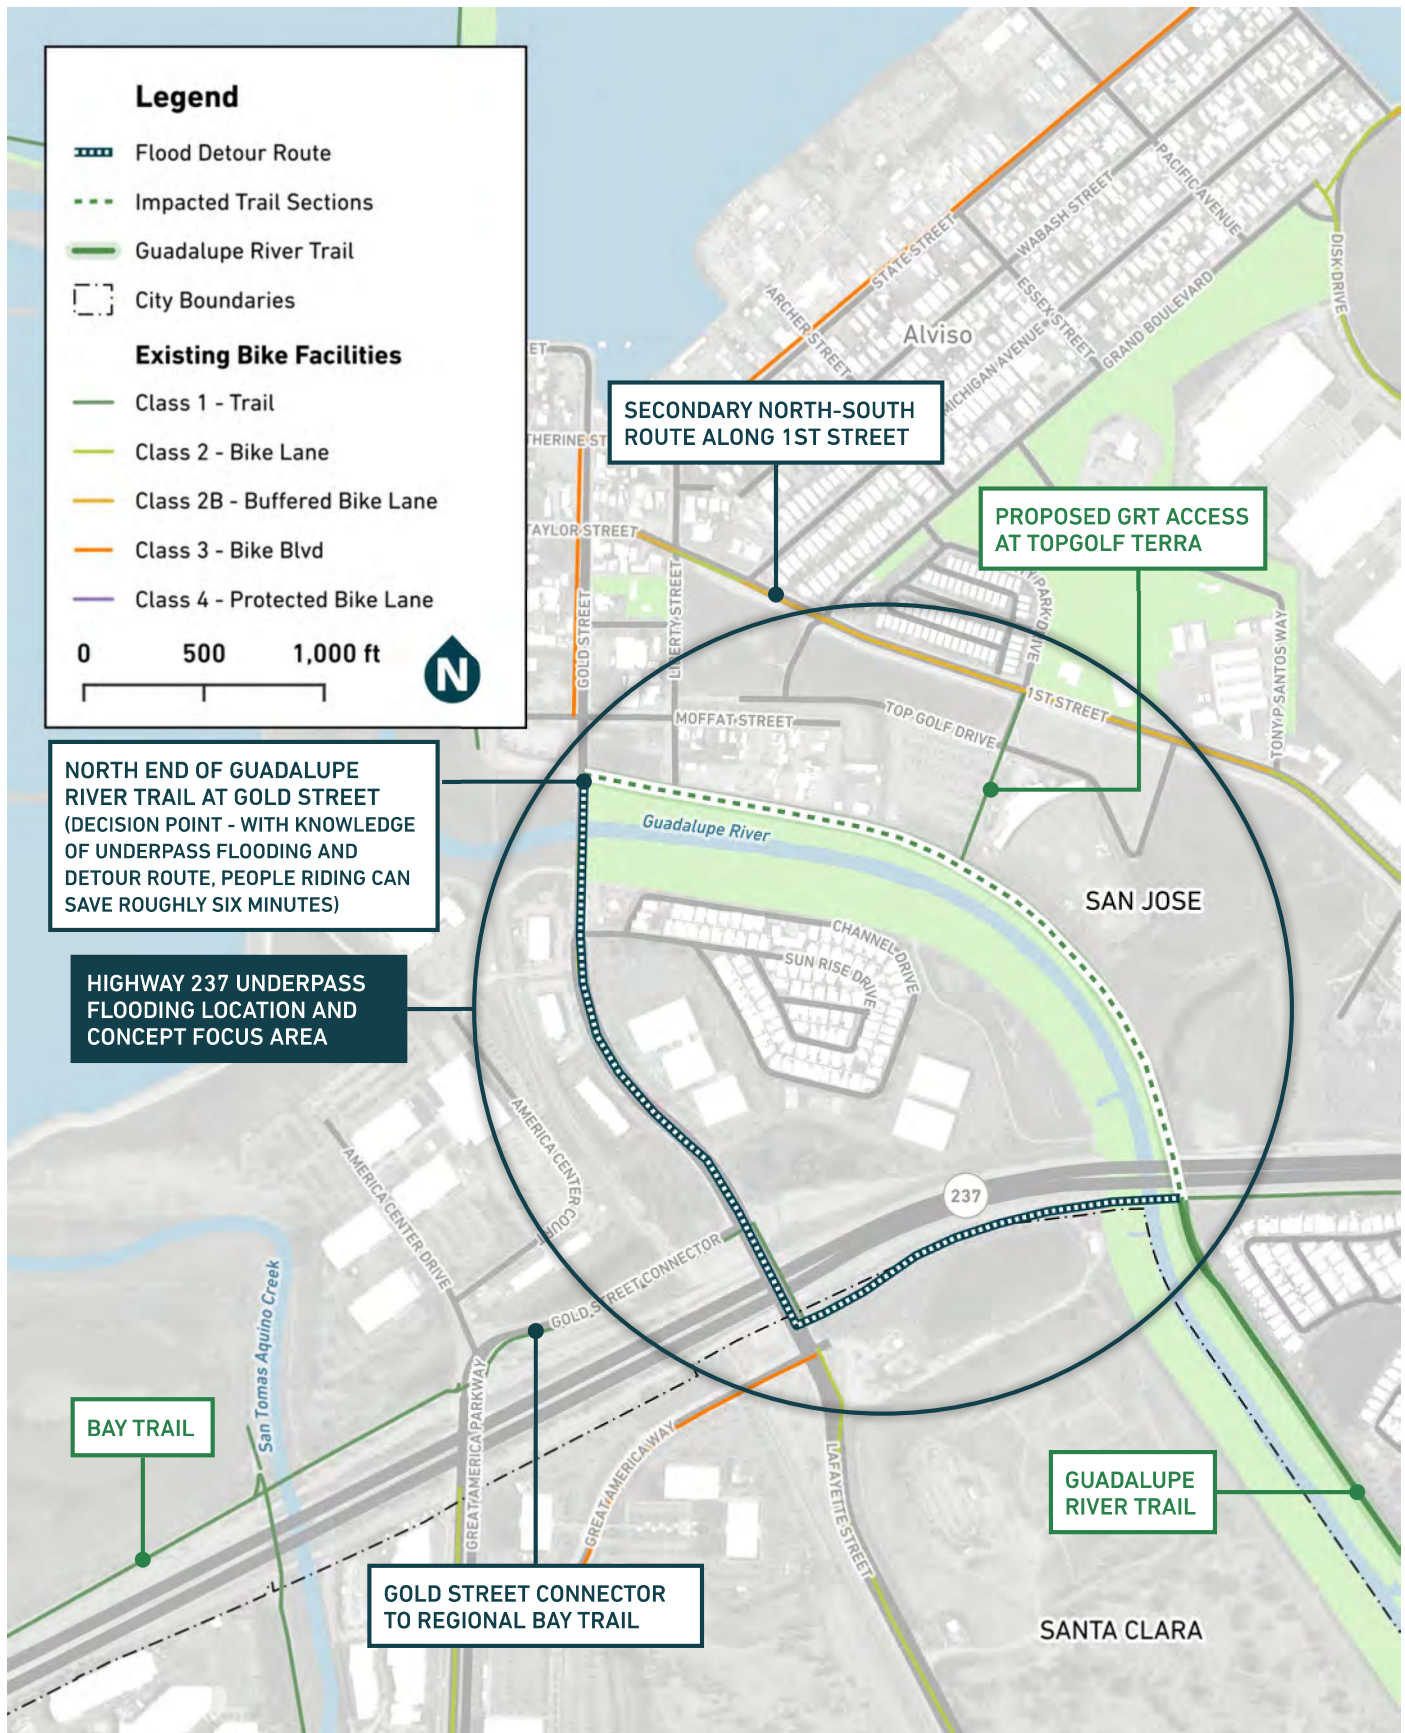 Legend
Flood Detour Route
Impacted Trail Sections
Guadalupe River Trail
City Boundaries
Existing Bike Facilities
Class 1 - Trail
Class 2 - Bike Lane
Class 2B - Buffered Bike Lane
Class 3 - Bike Blvd
Class 4 - Protected Bike Lane
0 500 1,000 ft
N
PACIFIC AVENUE
WABASH STREET
STATE STREET
ESSEX STREET
DISK DRIVE
ARCHER STREET
GRAND BOULEVARD
Alviso
MICHIGAN AVENUE
ET
SECONDARY NORTH-SOUTH
ROUTE ALONG 1ST STREET
THERINE ST
PROPOSED GRT ACCESS
AT TOPGOLF TERRA
TAYLOR STREET
GOLD STREET
LIBERTY STREET
Y PARK DRIVE
TONY P SANTOS WAY
1ST STREET
MOFFAT STREET
TOP GOLF DRIVE
NORTH END OF GUADALUPE
RIVER TRAIL AT GOLD STREET
(DECISION POINT - WITH KNOWLEDGE
OF UNDERPASS FLOODING AND
DETOUR ROUTE, PEOPLE RIDING CAN
SAVE ROUGHLY SIX MINUTES)
Guadalupe River
SAN JOSE
CHANNEL DRIVE
SUN RISE DRIVE
HIGHWAY 237 UNDERPASS
FLOODING LOCATION AND
CONCEPT FOCUS AREA
AMERICA CENTER COURT
AMERICA CENTER DRIVE
237
GOLD STREET CONNECTOR
San Tomas Aquino Creek
GREAT AMERICA PARKWAY
BAY TRAIL
GREAT AMERICA WAY
LAFAYETTE STREET
GUADALUPE
RIVER TRAIL
GOLD STREET CONNECTOR
TO REGIONAL BAY TRAIL
SANTA CLARA